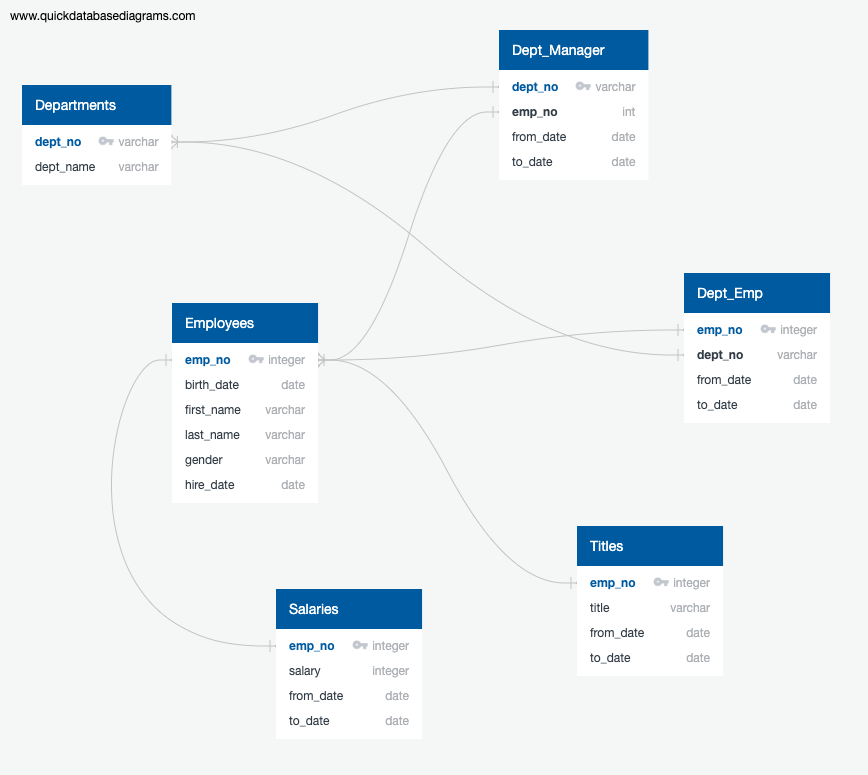 www.quickdatabasediagrams.com
Dept_Manager
dept_no varchar
emp_no int
from_date date
to_date date
Departments
dept_no varchar
dept_name varchar
Dept_Emp
emp_no integer
dept_no varchar
from_date date
to_date date
Employees
emp_no integer
birth_date date
first_name varchar
last_name varchar
gender varchar
hire_date date
Titles
emp_no integer
title varchar
from_date date
to_date date
Salaries
emp_no integer
salary integer
from_date date
to_date date